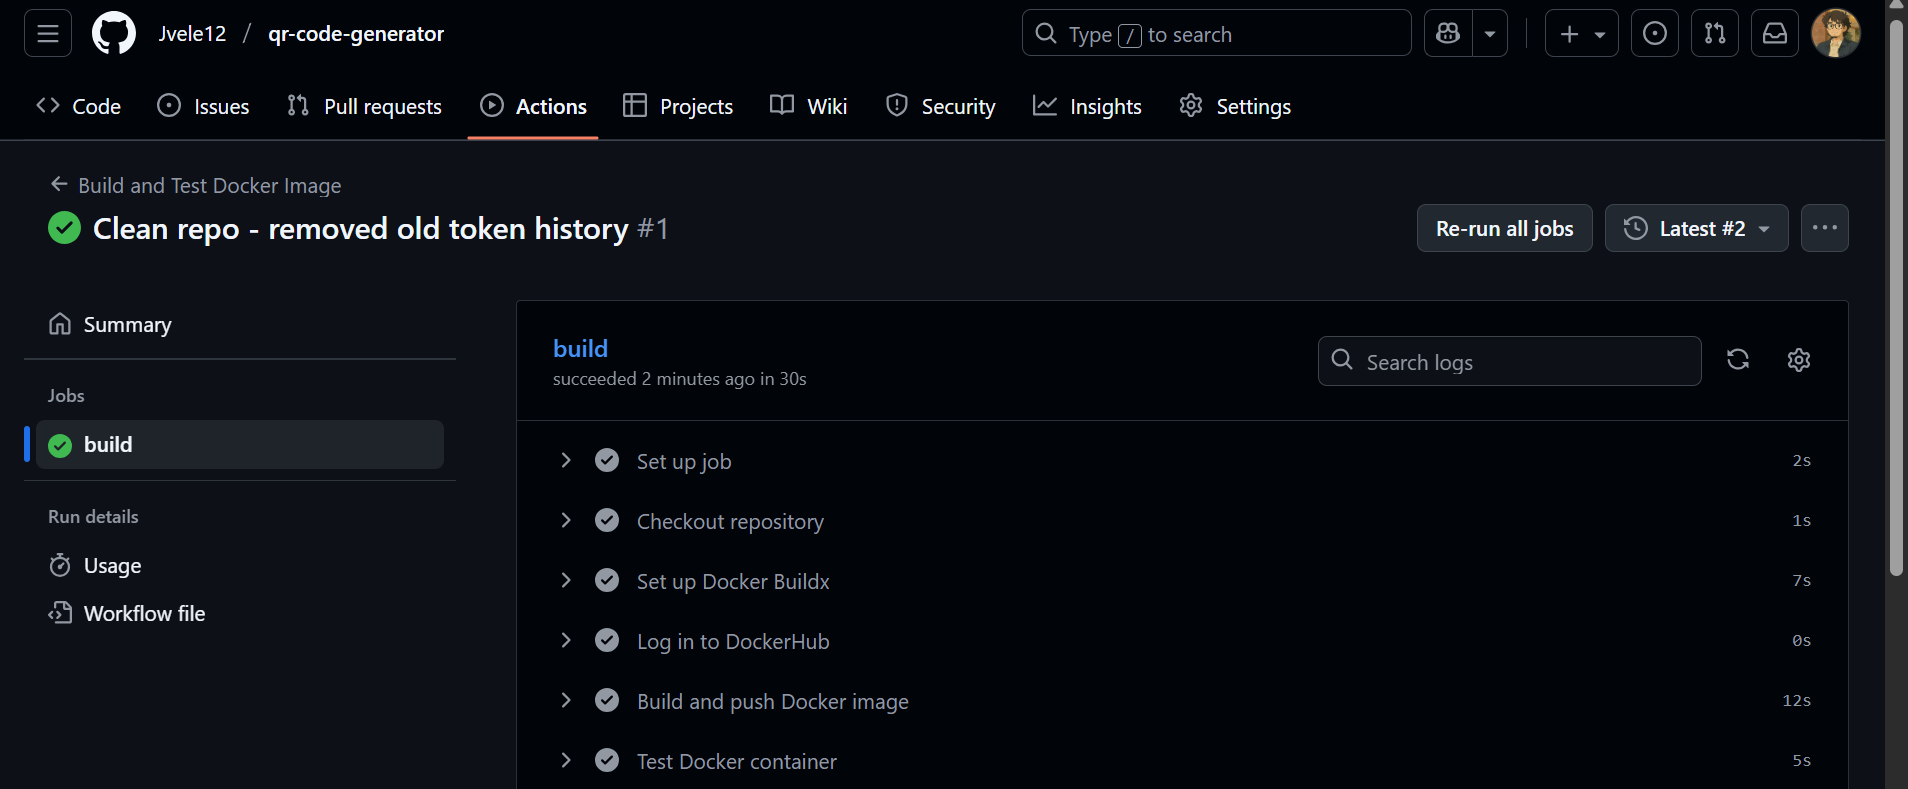 Jvele12 / qr-code-generator
Type / to search
Code Issues Pull requests Actions Projects Wiki Security Insights Settings
Build and Test Docker Image
Clean repo - removed old token history #1
Re-run all jobs
Latest #2
Summary
Jobs
build
Run details
Usage
Workflow file
build
succeeded 2 minutes ago in 30s
Search logs
Set up job 2s
Checkout repository 1s
Set up Docker Buildx 7s
Log in to DockerHub 0s
Build and push Docker image 12s
Test Docker container 5s